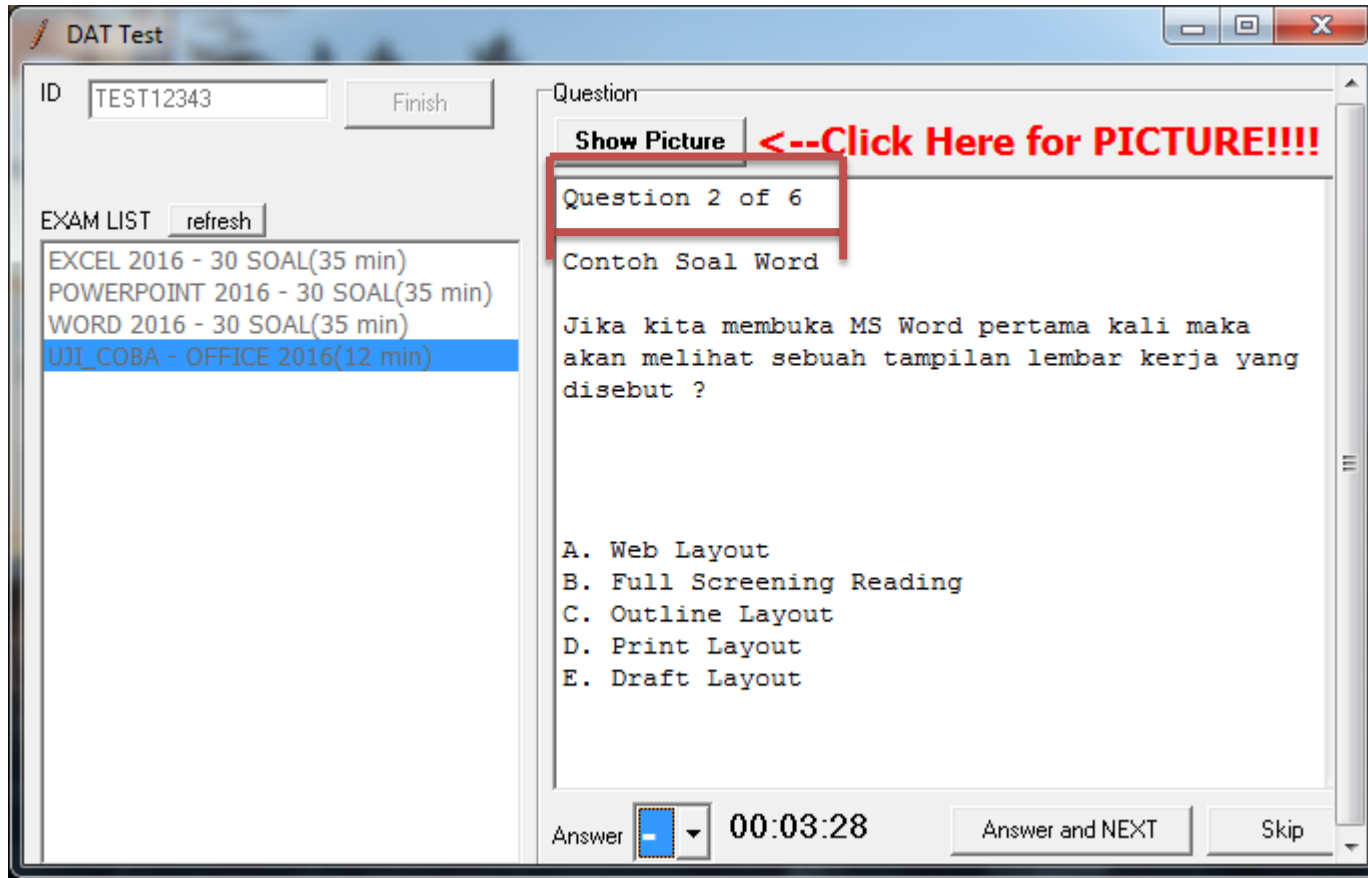 DAT Test
ID TEST12343 Finish
EXAM LIST refresh
EXCEL 2016 - 30 SOAL(35 min)
POWERPOINT 2016 - 30 SOAL(35 min)
WORD 2016 - 30 SOAL(35 min)
UJI_COBA - OFFICE 2016(12 min)
Question
Show Picture <--Click Here for PICTURE!!!!
Question 2 of 6
Contoh Soal Word
Jika kita membuka MS Word pertama kali maka
akan melihat sebuah tampilan lembar kerja yang
disebut ?
A. Web Layout
B. Full Screening Reading
C. Outline Layout
D. Print Layout
E. Draft Layout
Answer - 00:03:28 Answer and NEXT Skip